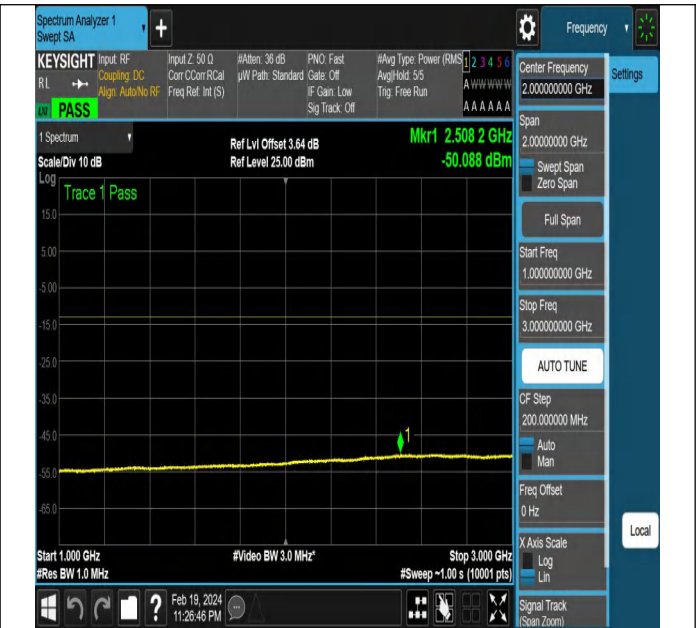 Spectrum Analyzer 1
Swept SA
Frequency
KEYSIGHT
RL
LXI
PASS
Input: RF
Coupling: DC
Align: Auto/No RF
Input Z: 50 Ω
Corr CCorr RCal
Freq Ref: Int (S)
#Atten: 36 dB
µW Path: Standard
PNO: Fast
Gate: Off
IF Gain: Low
Sig Track: Off
#Avg Type: Power (RMS
Avg|Hold: 5/5
Trig: Free Run
1 2 3 4 5 6
A W W W W W
A A A A A A
1 Spectrum
Scale/Div 10 dB
Ref Lvl Offset 3.64 dB
Ref Level 25.00 dBm
Mkr1 2.508 2 GHz
-50.088 dBm
Log
Trace 1 Pass
15.0
5.00
-5.00
-15.0
-25.0
-35.0
-45.0
-55.0
-65.0
1
Start 1.000 GHz
#Res BW 1.0 MHz
#Video BW 3.0 MHz*
Stop 3.000 GHz
#Sweep ~1.00 s (10001 pts)
?
Feb 19, 2024
11:26:46 PM
Center Frequency
2.000000000 GHz
Span
2.00000000 GHz
Swept Span
Zero Span
Full Span
Start Freq
1.000000000 GHz
Stop Freq
3.000000000 GHz
AUTO TUNE
CF Step
200.000000 MHz
Auto
Man
Freq Offset
0 Hz
X Axis Scale
Log
Lin
Signal Track
(Span Zoom)
Settings
Local